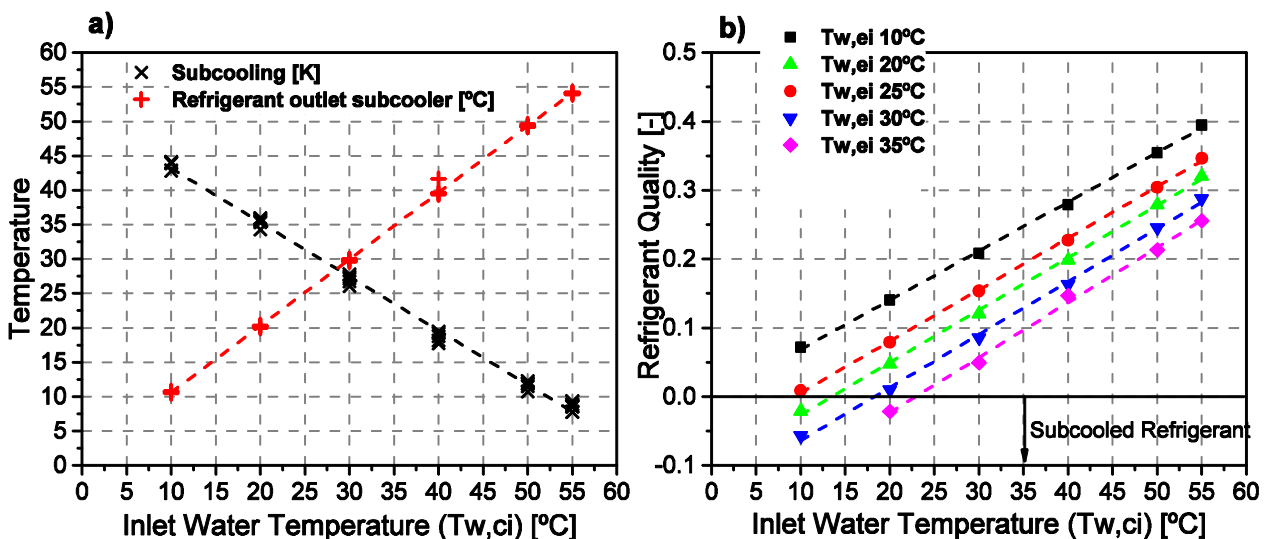 a)
Subcooling [K]
Refrigerant outlet subcooler [ºC]
Temperature
60
55
50
45
40
35
30
25
20
15
10
5
0
0 5 10 15 20 25 30 35 40 45 50 55 60
Inlet Water Temperature (Tw,ci) [ºC]
b)
Tw,ei 10ºC
Tw,ei 20ºC
Tw,ei 25ºC
Tw,ei 30ºC
Tw,ei 35ºC
Refrigerant Quality [-]
0.5
0.4
0.3
0.2
0.1
0.0
-0.1
Subcooled Refrigerant
0 5 10 15 20 25 30 35 40 45 50 55 60
Inlet Water Temperature (Tw,ci) [ºC]